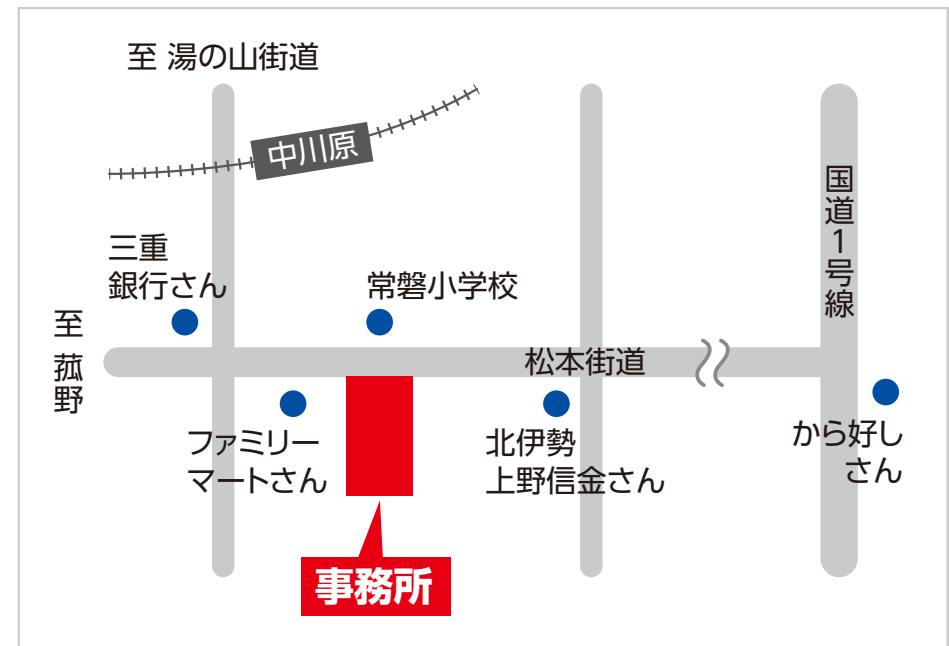 至 湯の山街道
中川原
国道1号線
三重
銀行さん
常磐小学校
至 菰野
松本街道
ファミリー
マートさん
北伊勢
上野信金さん
から好し
さん
事務所